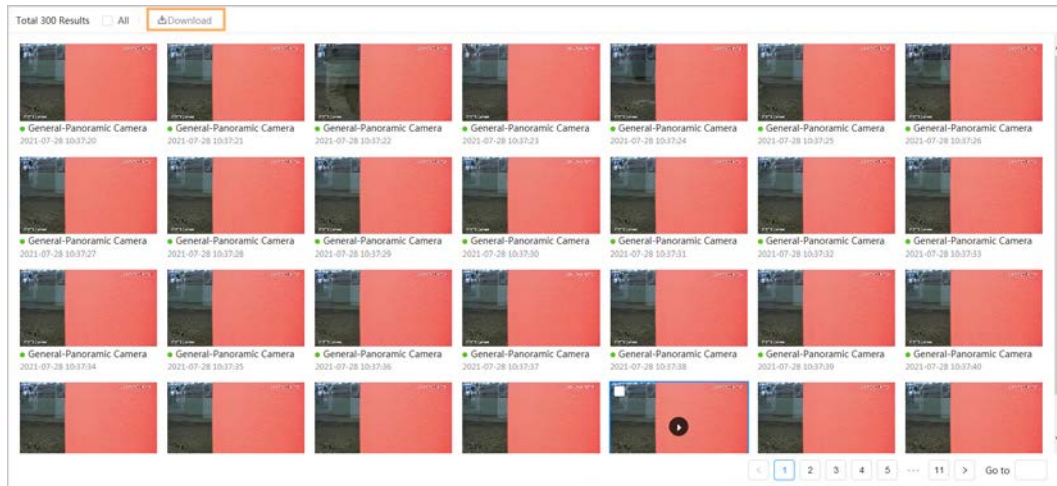 Total 300 Results All Download
General-Panoramic Camera General-Panoramic Camera General-Panoramic Camera General-Panoramic Camera General-Panoramic Camera General-Panoramic Camera General-Panoramic Camera
2021-07-28 10:37:20 2021-07-28 10:37:21 2021-07-28 10:37:22 2021-07-28 10:37:23 2021-07-28 10:37:24 2021-07-28 10:37:25 2021-07-28 10:37:26
General-Panoramic Camera General-Panoramic Camera General-Panoramic Camera General-Panoramic Camera General-Panoramic Camera General-Panoramic Camera General-Panoramic Camera
2021-07-28 10:37:27 2021-07-28 10:37:28 2021-07-28 10:37:29 2021-07-28 10:37:30 2021-07-28 10:37:31 2021-07-28 10:37:32 2021-07-28 10:37:33
General-Panoramic Camera General-Panoramic Camera General-Panoramic Camera General-Panoramic Camera General-Panoramic Camera General-Panoramic Camera General-Panoramic Camera
2021-07-28 10:37:34 2021-07-28 10:37:35 2021-07-28 10:37:36 2021-07-28 10:37:37 2021-07-28 10:37:38 2021-07-28 10:37:39 2021-07-28 10:37:40
< 1 2 3 4 5 ··· 11 > Go to